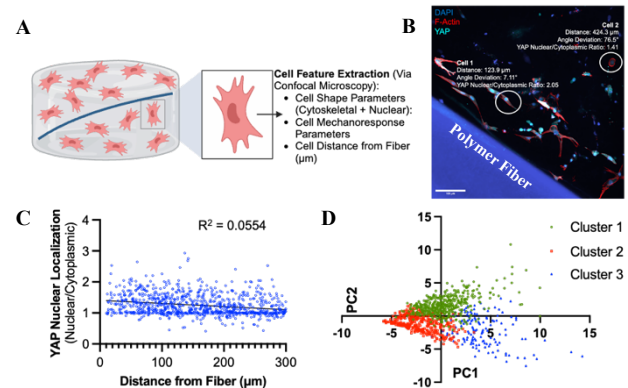 A
Cell Feature Extraction (Via
Confocal Microscopy):
• Cell Shape Parameters
(Cytoskeletal + Nuclear):
• Cell Mechanoresponse
Parameters
• Cell Distance from Fiber
(μm)
B
DAPI
F-Actin
YAP
Cell 2
Distance: 424.3 μm
Angle Deviation: 76.5°
YAP Nuclear/Cytoplasmic Ratio: 1.41
Cell 1
Distance: 123.9 μm
Angle Deviation: 7.11°
YAP Nuclear/Cytoplasmic Ratio: 2.05
Polymer Fiber
C
R² = 0.0554
YAP Nuclear Localization
(Nuclear/Cytoplasmic)
4
3
2
1
0
0
100
200
300
Distance from Fiber (μm)
D
Cluster 1
Cluster 2
Cluster 3
PC2
15
10
5
-5
-10
-10
-5
0
5
10
15
PC1